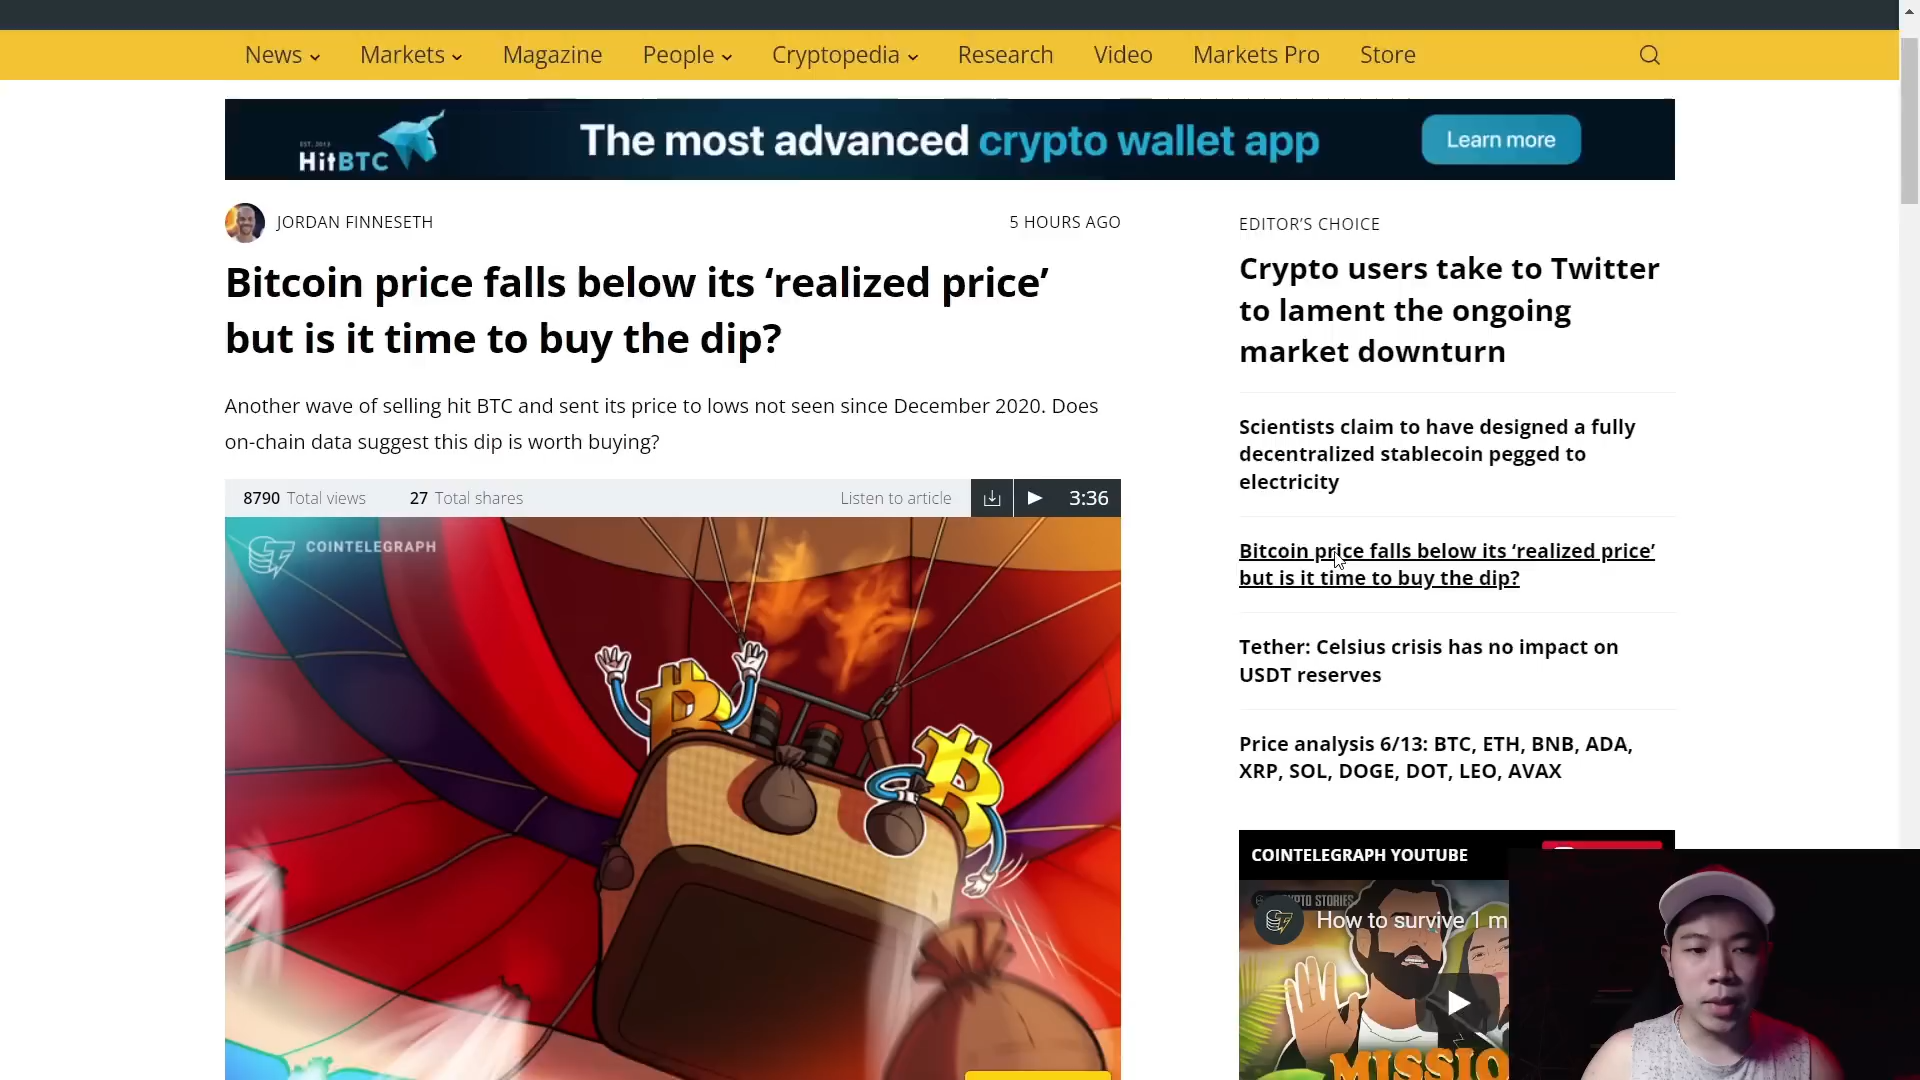 News
Markets
Magazine
People
Cryptopedia
Research
Video
Markets Pro
Store
EST. 2013
HitBTC
The most advanced crypto wallet app
Learn more
JORDAN FINNESETH
5 HOURS AGO
Bitcoin price falls below its ‘realized price’
but is it time to buy the dip?
Another wave of selling hit BTC and sent its price to lows not seen since December 2020. Does
on-chain data suggest this dip is worth buying?
8790 Total views
27 Total shares
Listen to article
3:36
COINTELEGRAPH
EDITOR’S CHOICE
Crypto users take to Twitter
to lament the ongoing
market downturn
Scientists claim to have designed a fully
decentralized stablecoin pegged to
electricity
Bitcoin price falls below its ‘realized price’
but is it time to buy the dip?
Tether: Celsius crisis has no impact on
USDT reserves
Price analysis 6/13: BTC, ETH, BNB, ADA,
XRP, SOL, DOGE, DOT, LEO, AVAX
COINTELEGRAPH YOUTUBE
STORIES
How to survive 1 m
MISSIO